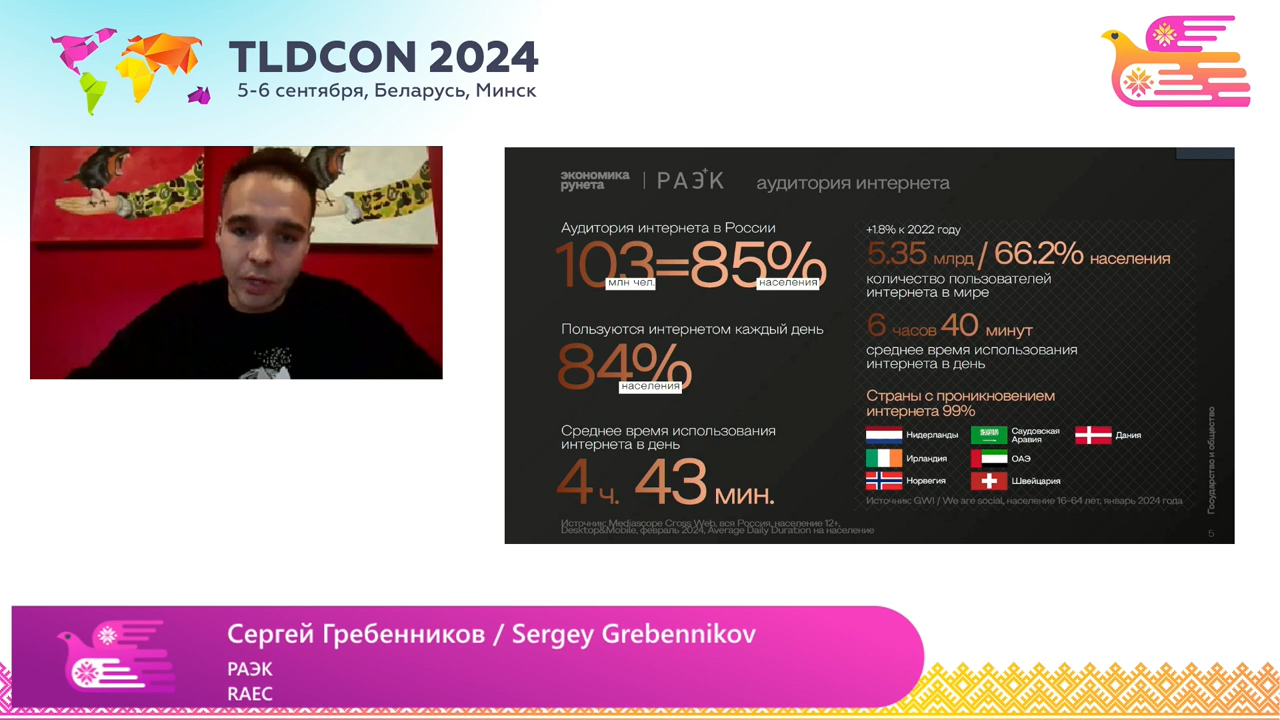 TLDCON 2024
5-6 сентября, Беларусь, Минск
экономика
рунета
РАЭК
аудитория интернета
Аудитория интернета в России
103=85%
млн чел.
населения
Пользуются интернетом каждый день
84%
населения
Среднее время использования
интернета в день
4 ч. 43 мин.
Источник: Mediascope Cross Web, вся Россия, население 12+,
Desktop&Mobile, февраль 2024, Average Daily Duration на население
+1.8% к 2022 году
5.35 млрд / 66.2% населения
количество пользователей
интернета в мире
6 часов 40 минут
среднее время использования
интернета в день
Страны с проникновением
интернета 99%
Нидерланды
Саудовская
Аравия
Дания
Ирландия
ОАЭ
Норвегия
Швейцария
Источник: GWI / We are social, население 16-64 лет, январь 2024 года
Государство и общество
5
Сергей Гребенников / Sergey Grebennikov
РАЭК
RAEC